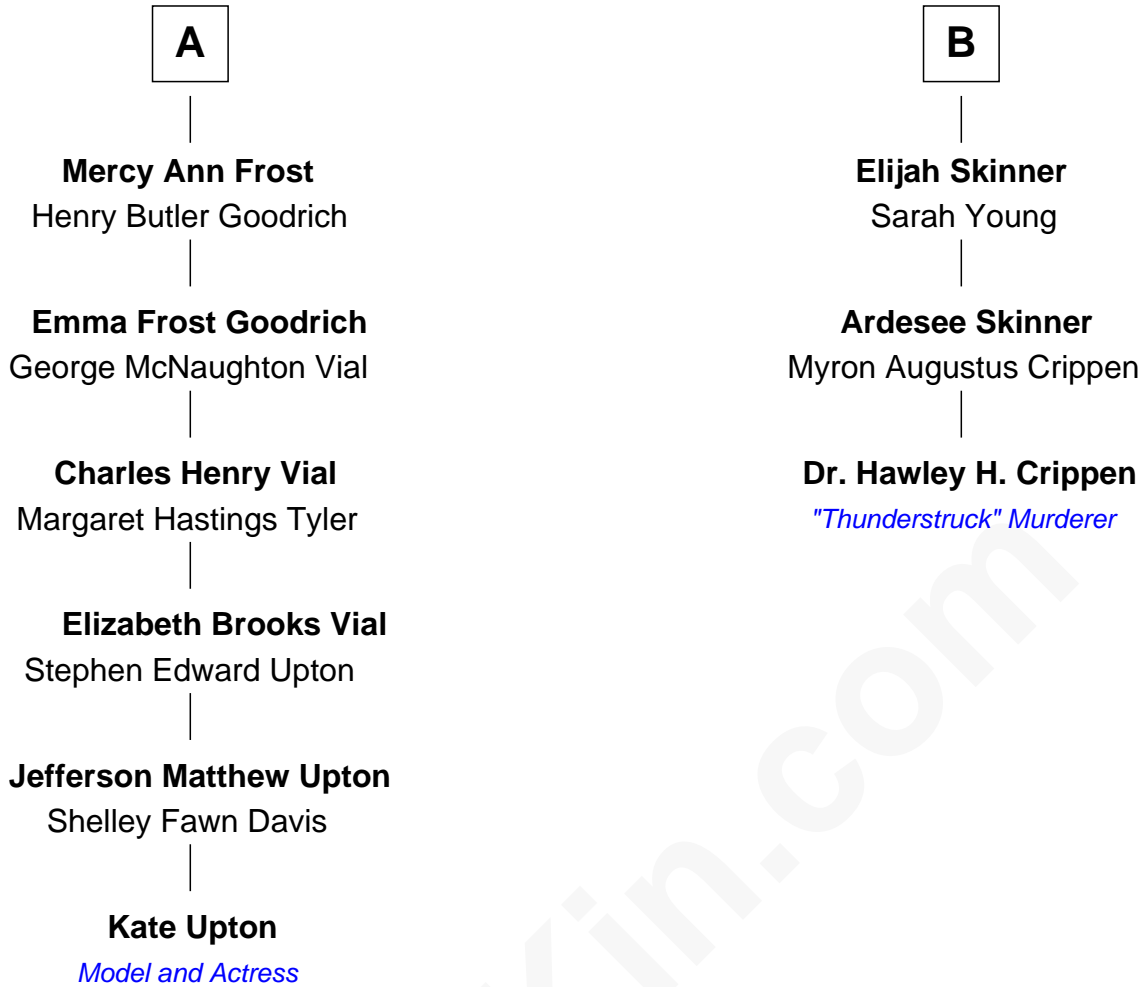 A
Mercy Ann Frost
Henry Butler Goodrich
Emma Frost Goodrich
George McNaughton Vial
Charles Henry Vial
Margaret Hastings Tyler
Elizabeth Brooks Vial
Stephen Edward Upton
Jefferson Matthew Upton
Shelley Fawn Davis
Kate Upton
Model and Actress
B
Elijah Skinner
Sarah Young
Ardesee Skinner
Myron Augustus Crippen
Dr. Hawley H. Crippen
"Thunderstruck" Murderer
Kin.com